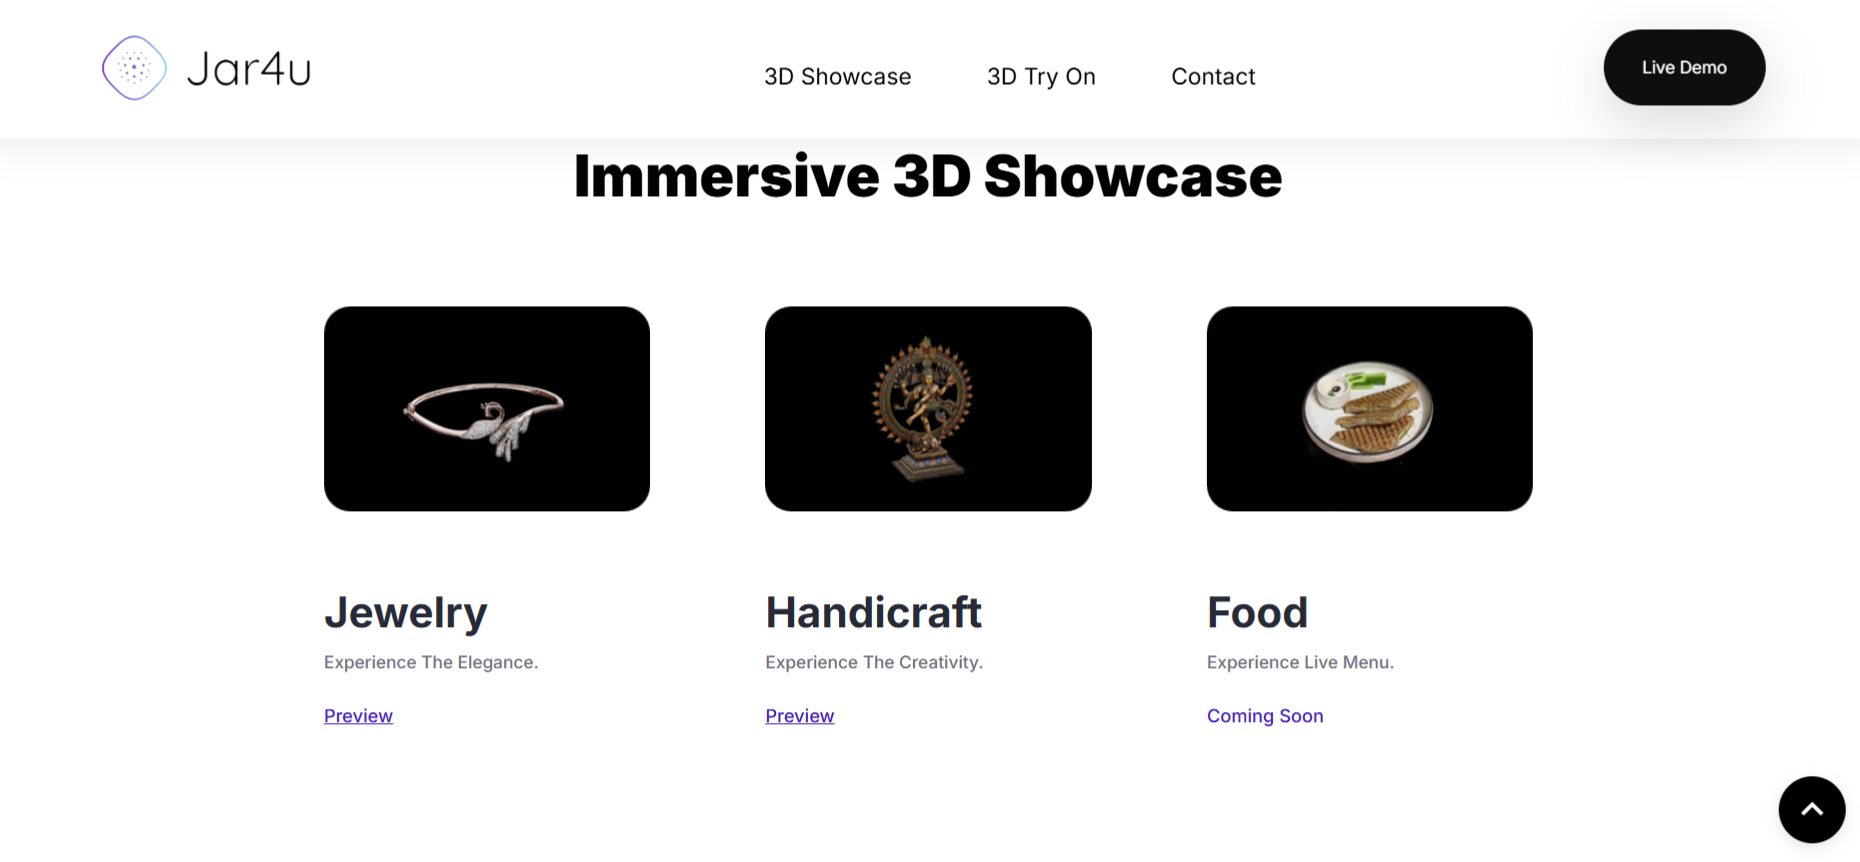 Jar4u
3D Showcase
3D Try On
Contact
Live Demo
Immersive 3D Showcase
Jewelry
Experience The Elegance.
Preview
Handicraft
Experience The Creativity.
Preview
Food
Experience Live Menu.
Coming Soon